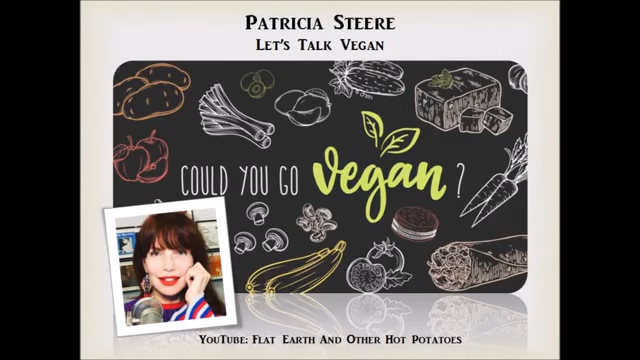 Patricia Steere
Let's Talk Vegan
COULD YOU GO vegan ?
YouTube: Flat Earth And Other Hot Potatoes